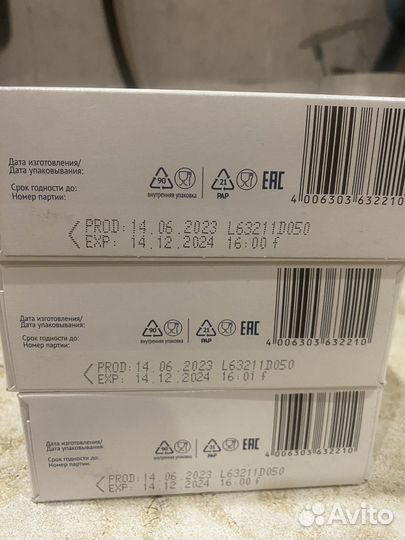 Дата изготовления/
Дата упаковывания:
Срок годности до:
Номер партии:
90
внутренняя упаковка
21
PAP
EAC
4 006303 632210
PROD: 14.06.2023 L63211D050
EXP: 14.12.2024 16:00 f
Дата изготовления/
Дата упаковывания:
Срок годности до:
Номер партии:
90
внутренняя упаковка
21
PAP
EAC
4 006303 632210
PROD: 14.06.2023 L63211D050
EXP: 14.12.2024 16:01 f
Дата изготовления/
Дата упаковывания:
Срок годности до:
Номер партии:
90
внутренняя упаковка
21
PAP
EAC
4 006303 632210
PROD: 14.06.2023 L63211D050
EXP: 14.12.2024 16:00 f
Avito